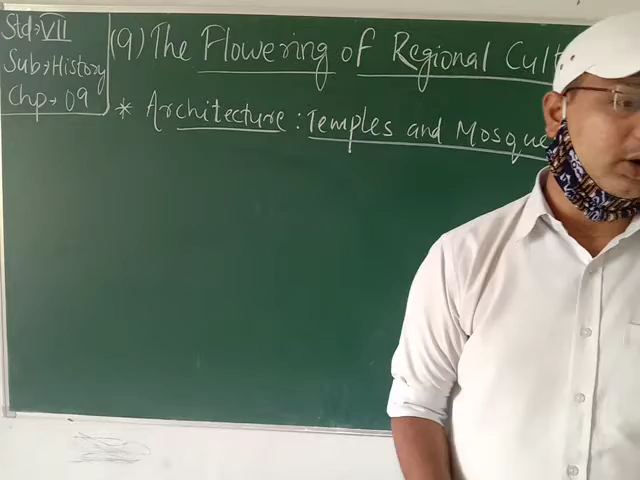 Std→VII
Sub→History
Chp→09
(9) The Flowering of Regional Cult
* Architecture : Temples and Mosque